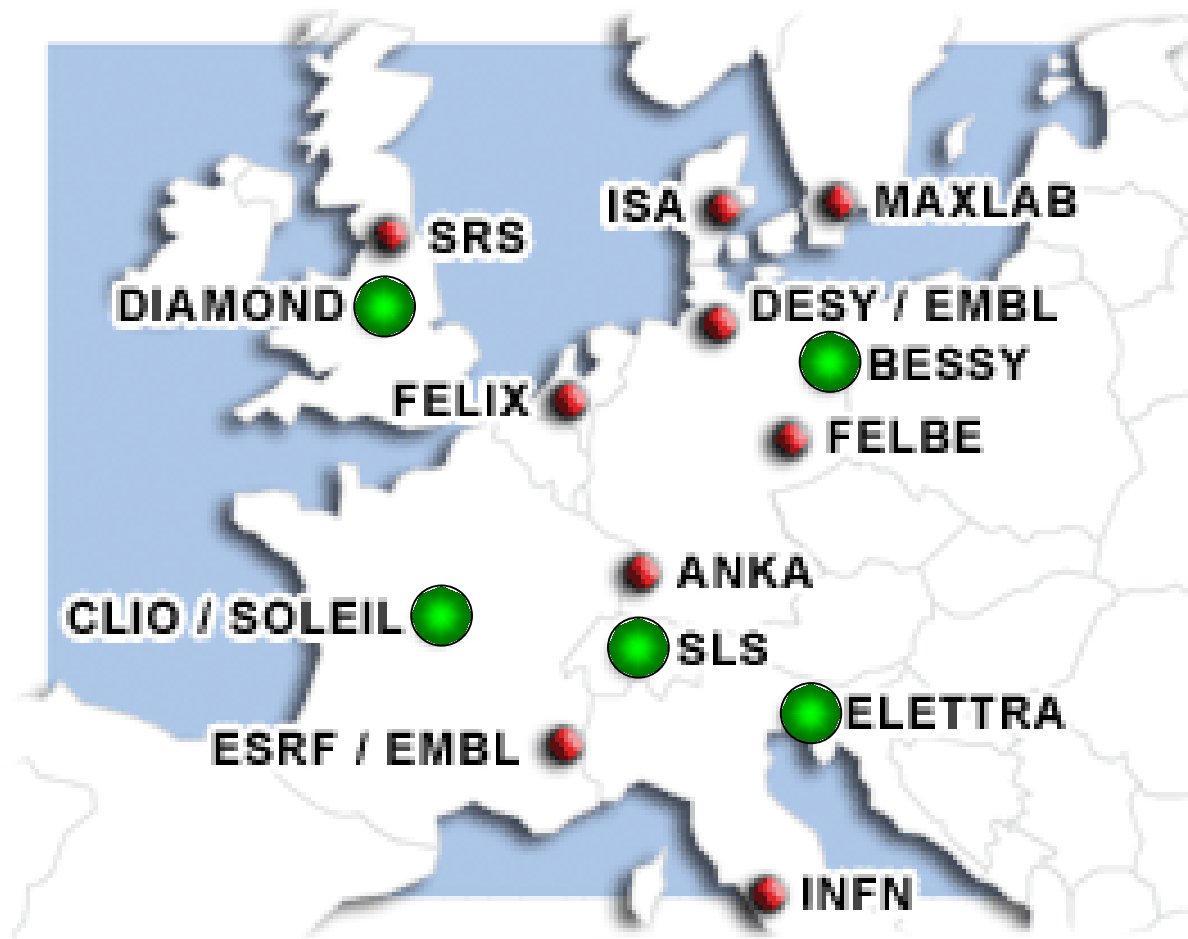 ISA
MAXLAB
SRS
DIAMOND
DESY / EMBL
BESSY
FELIX
FELBE
ANKA
CLIO / SOLEIL
SLS
ELETTRA
ESRF / EMBL
INFN